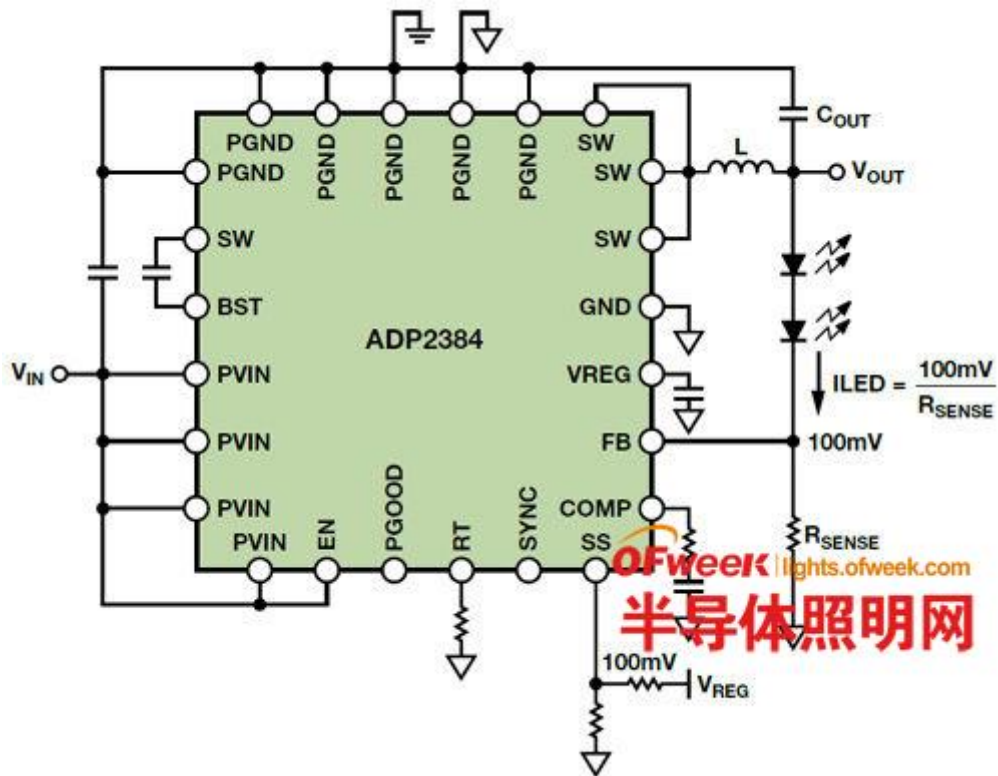 PGND
PGND
PGND
PGND
PGND
SW
PGND
SW
SW
SW
BST
GND
ADP2384
PVIN
VREG
PVIN
FB
PVIN
COMP
PVIN
EN
PGOOD
RT
SYNC
SS
VIN
COUT
L
VOUT
ILED = 100mV
RSENSE
100mV
RSENSE
OFweeK lights.ofweek.com
半导体照明网
100mV
VREG